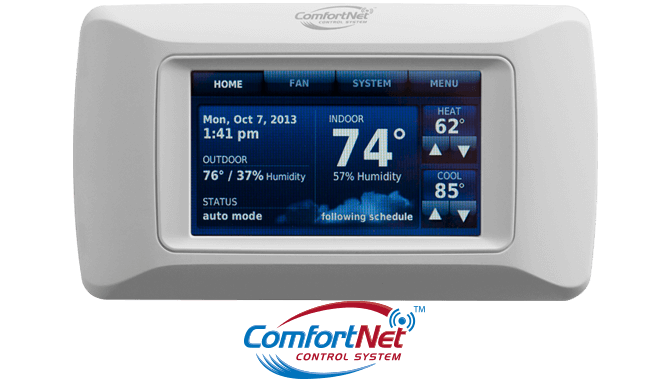 ComfortNet
CONTROL SYSTEM
HOME FAN SYSTEM MENU
Mon, Oct 7, 2013
1:41 pm
OUTDOOR
76° / 37% Humidity
STATUS
auto mode
INDOOR
74°
57% Humidity
following schedule
HEAT
62°
COOL
85°
ComfortNet™
CONTROL SYSTEM